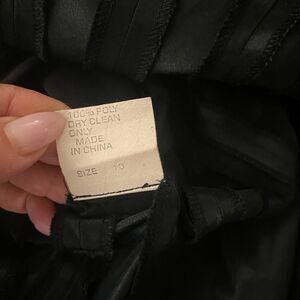 100% POLY
DRY CLEAN
ONLY
MADE
IN CHINA
SIZE 10